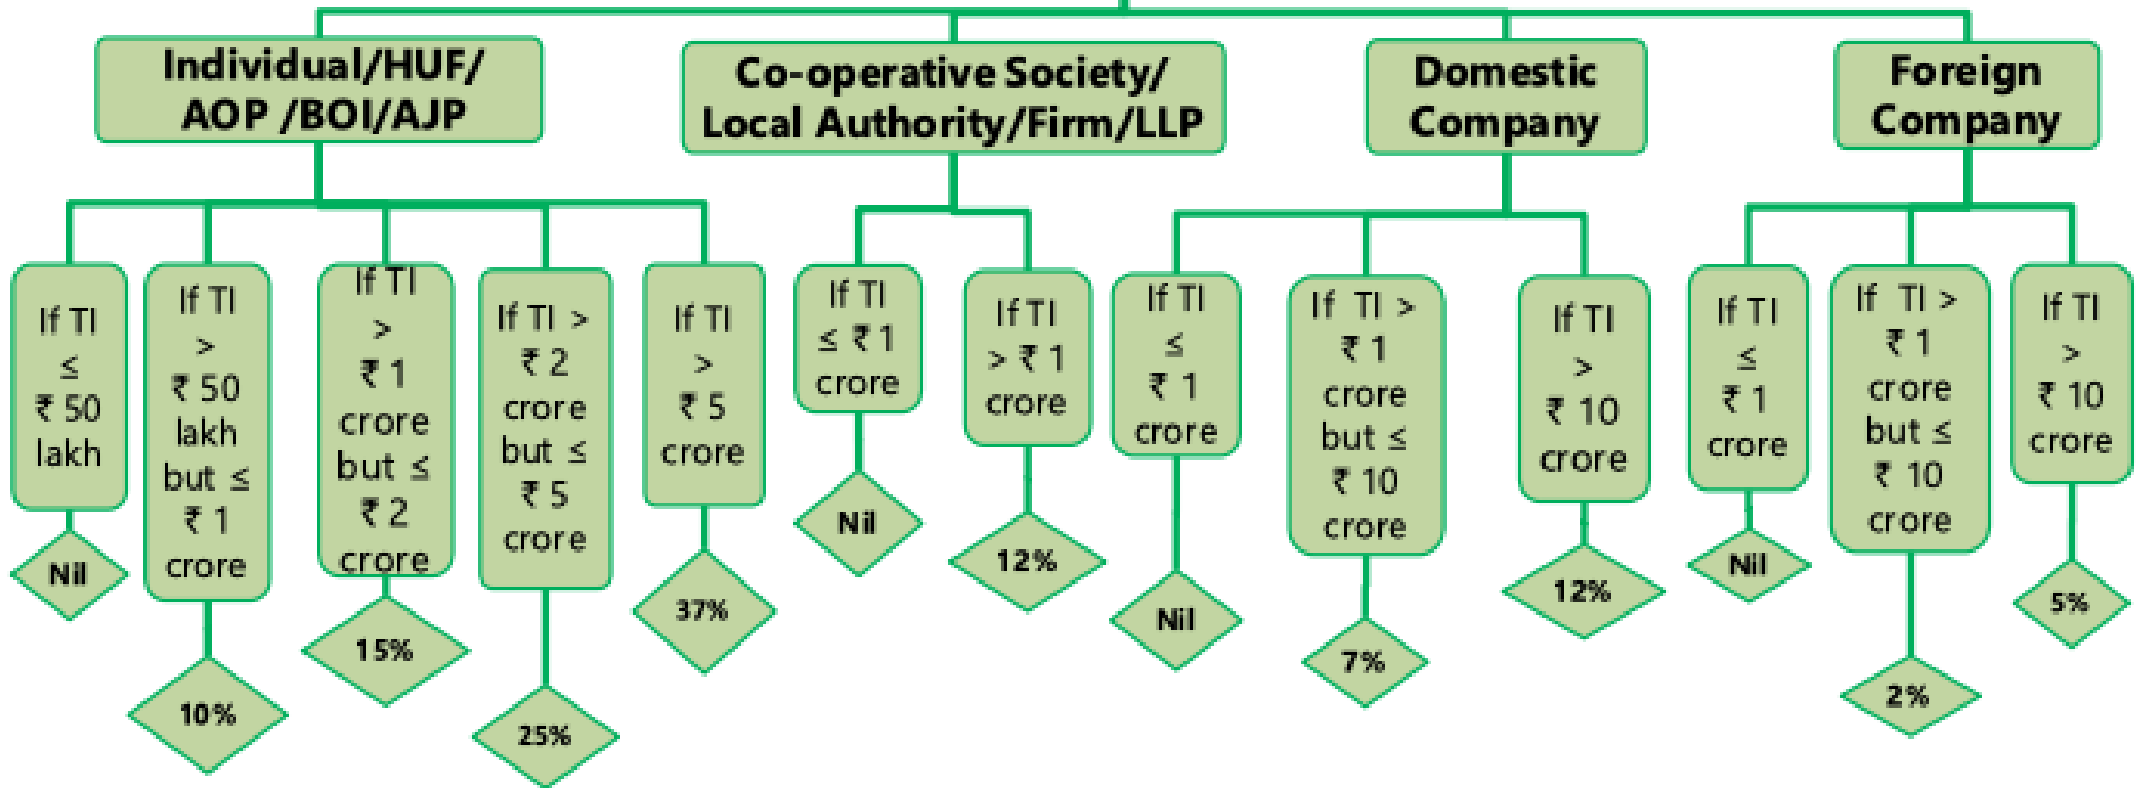 Individual/HUF/
AOP /BOI/AJP
Co-operative Society/
Local Authority/Firm/LLP
Domestic
Company
Foreign
Company
If TI
≤
₹ 50
lakh
Nil
If TI
>
₹ 50
lakh
but ≤
₹ 1
crore
10%
If TI
>
₹ 1
crore
but ≤
₹ 2
crore
15%
If TI >
₹ 2
crore
but ≤
₹ 5
crore
25%
If TI
>
₹ 5
crore
37%
If TI
≤ ₹ 1
crore
Nil
If TI
> ₹ 1
crore
12%
If TI
≤
₹ 1
crore
Nil
If TI >
₹ 1
crore
but ≤
₹ 10
crore
7%
If TI
>
₹ 10
crore
12%
If TI
≤
₹ 1
crore
Nil
If TI >
₹ 1
crore
but ≤
₹ 10
crore
2%
If TI
>
₹ 10
crore
5%